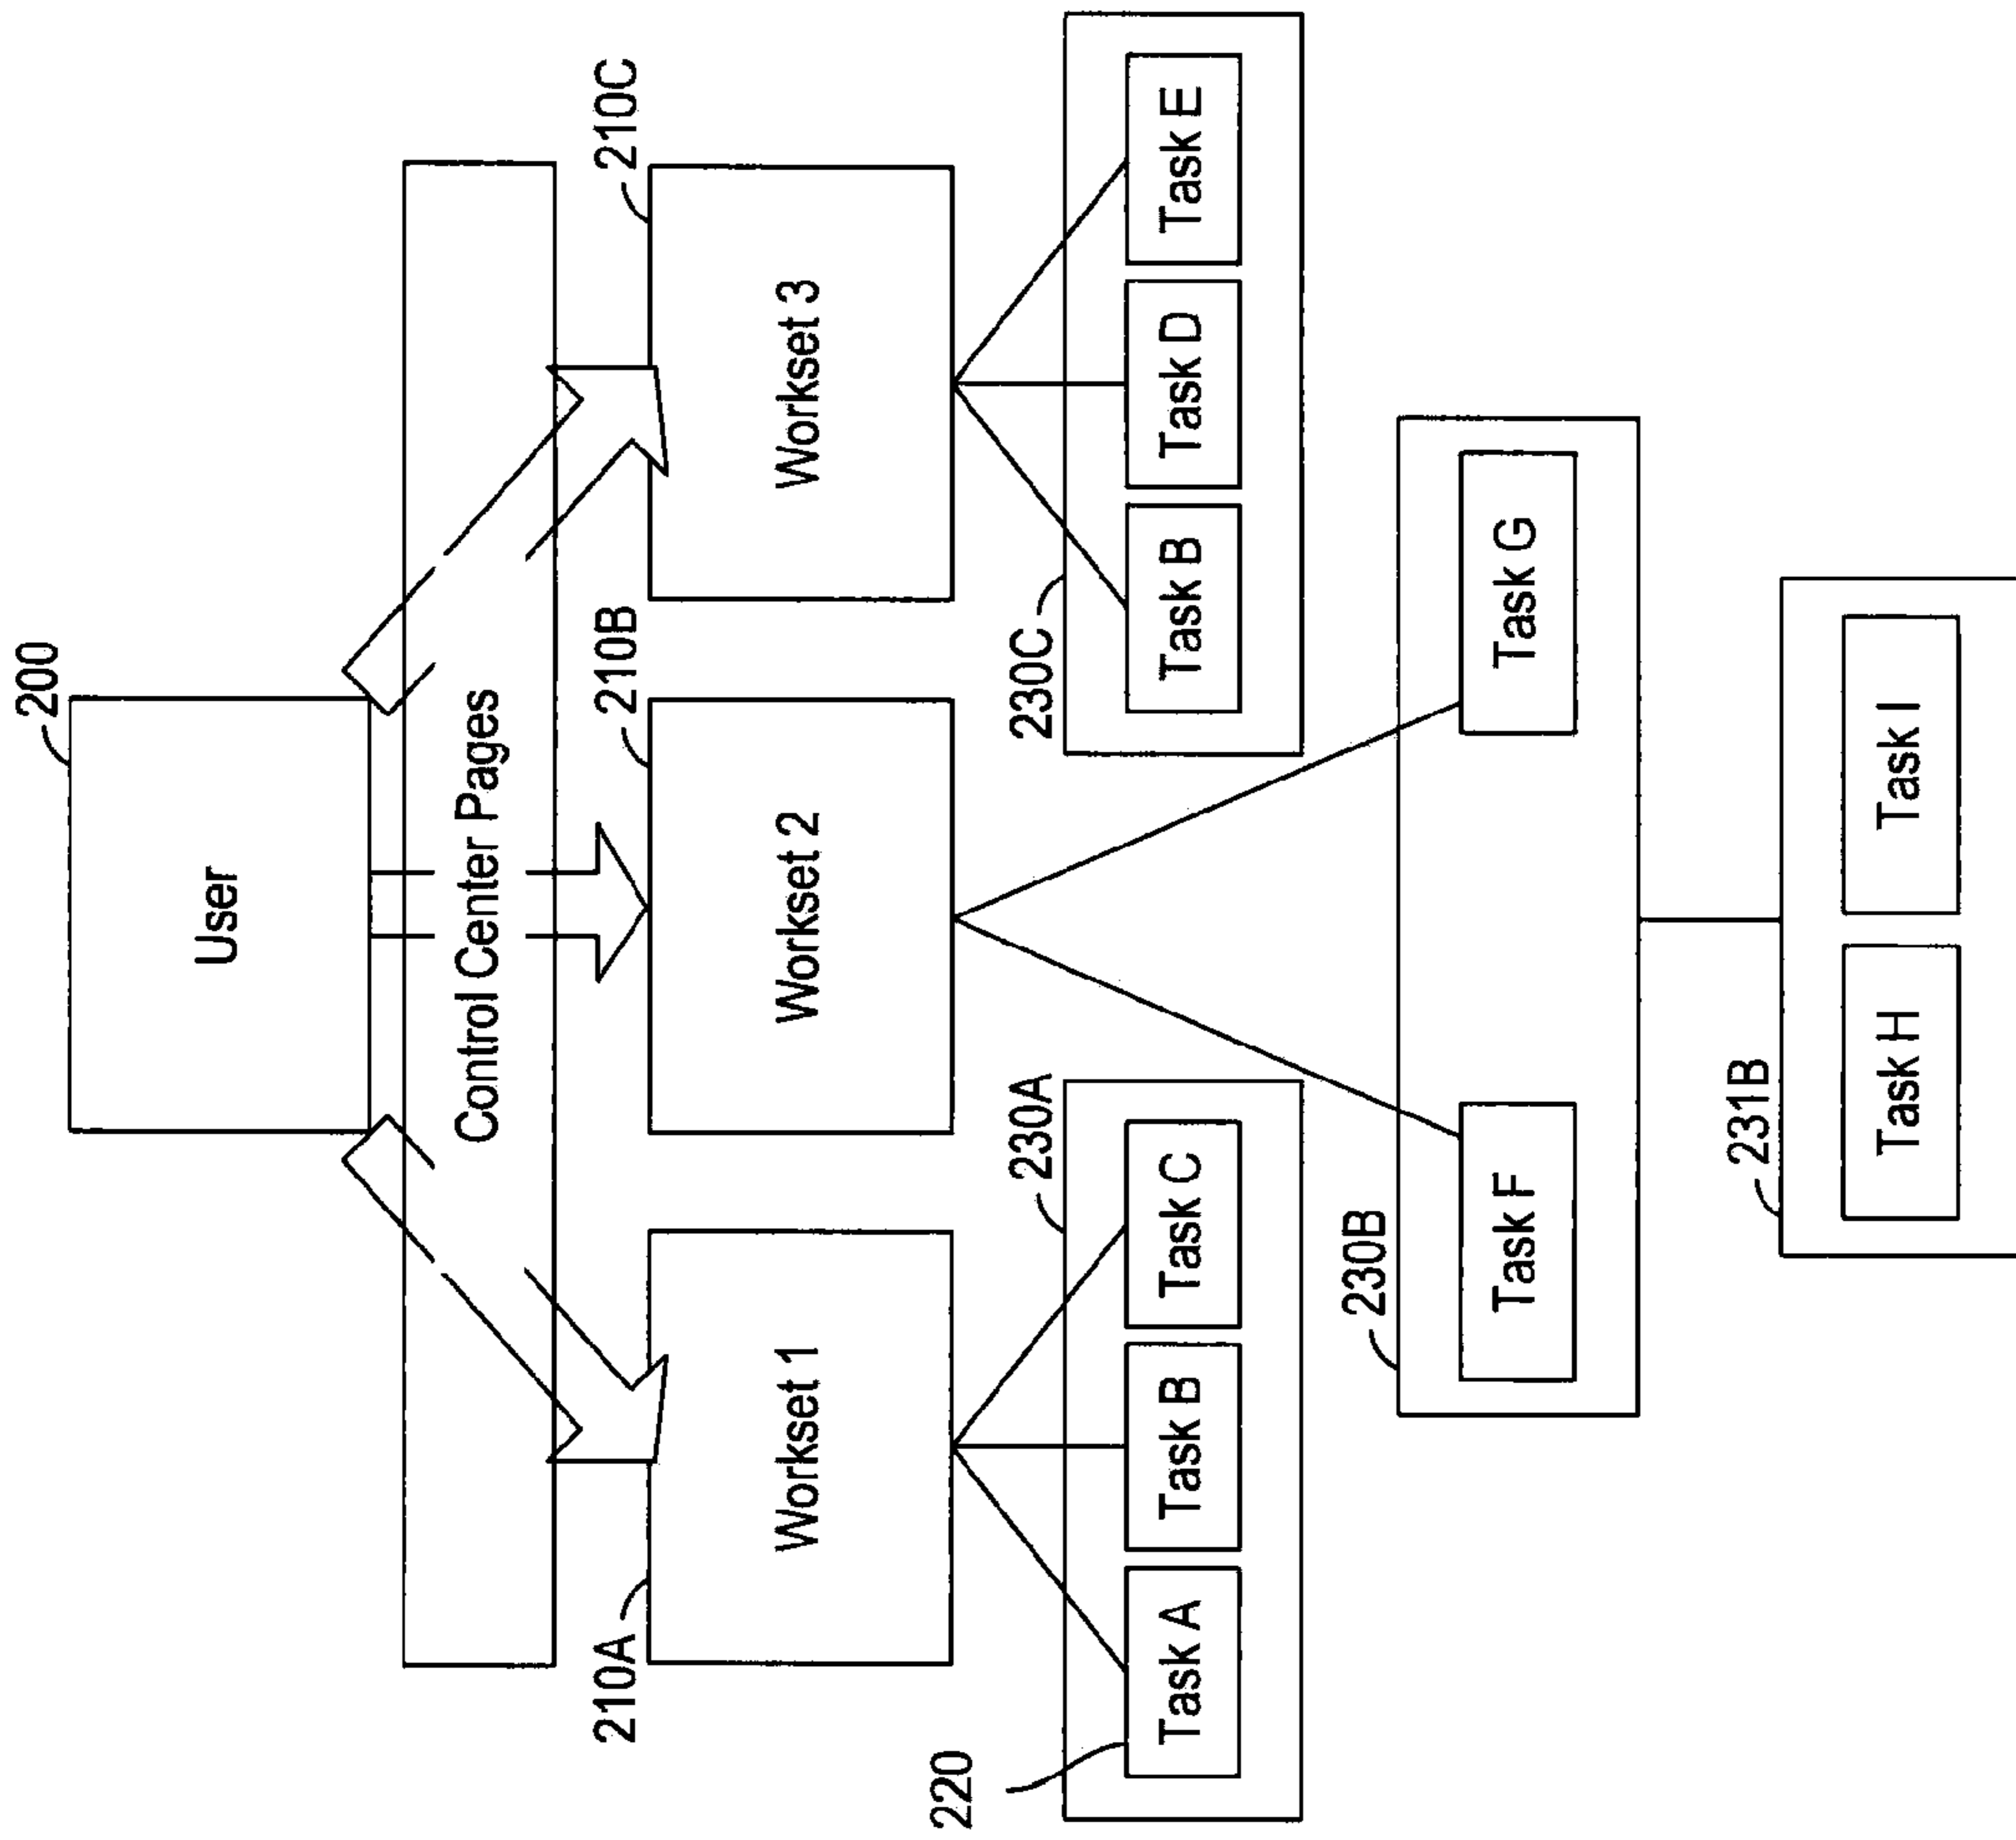 200
User
Control Center Pages
210A
210B
210C
Workset 1
Workset 2
Workset 3
220
230A
230C
Task A
Task B
Task C
Task B
Task D
Task E
230B
Task F
Task G
231B
Task H
Task I